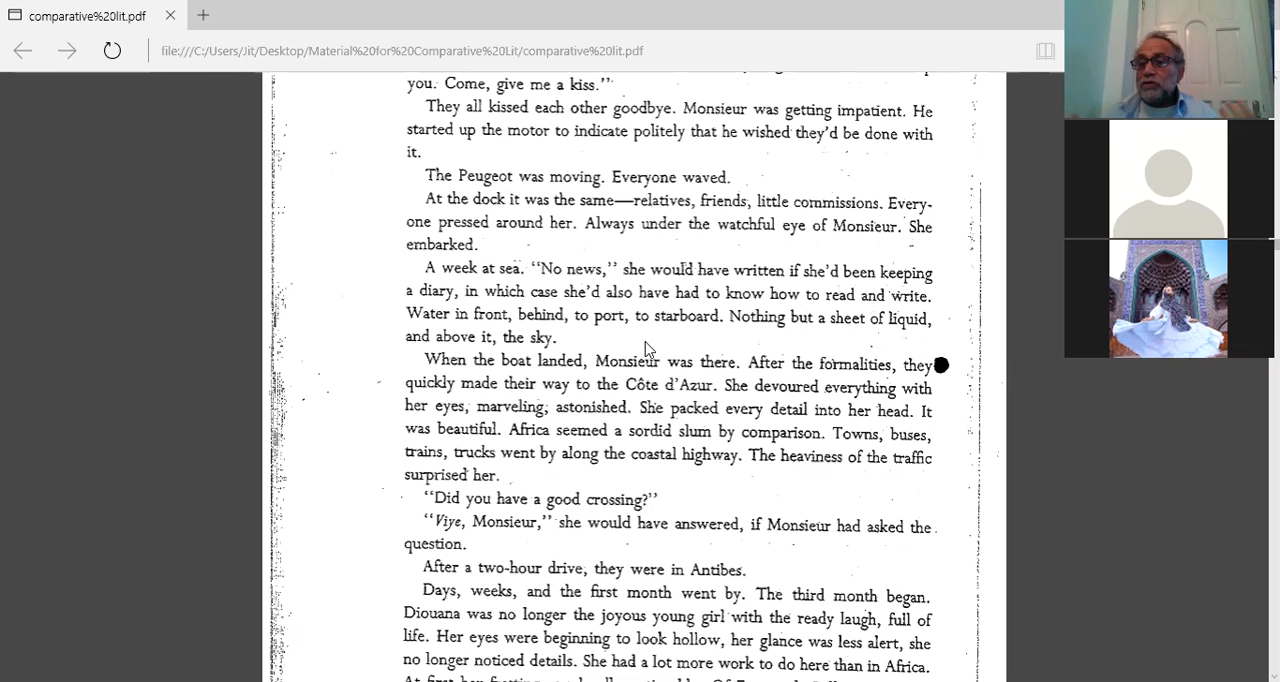 comparative%20lit.pdf
file:///C:/Users/Jit/Desktop/Material%20for%20Comparative%20Lit/comparative%20lit.pdf
you. Come, give me a kiss."
They all kissed each other goodbye. Monsieur was getting impatient. He
started up the motor to indicate politely that he wished they'd be done with
it.
The Peugeot was moving. Everyone waved.
At the dock it was the same—relatives, friends, little commissions. Every-
one pressed around her. Always under the watchful eye of Monsieur. She
embarked.
A week at sea. "No news," she would have written if she'd been keeping
a diary, in which case she'd also have had to know how to read and write.
Water in front, behind, to port, to starboard. Nothing but a sheet of liquid,
and above it, the sky.
When the boat landed, Monsieur was there. After the formalities, they
quickly made their way to the Côte d'Azur. She devoured everything with
her eyes, marveling, astonished. She packed every detail into her head. It
was beautiful. Africa seemed a sordid slum by comparison. Towns, buses,
trains, trucks went by along the coastal highway. The heaviness of the traffic
surprised her.
"Did you have a good crossing?"
"Viye, Monsieur," she would have answered, if Monsieur had asked the
question.
After a two-hour drive, they were in Antibes.
Days, weeks, and the first month went by. The third month began.
Diouana was no longer the joyous young girl with the ready laugh, full of
life. Her eyes were beginning to look hollow, her glance was less alert, she
no longer noticed details. She had a lot more work to do here than in Africa.